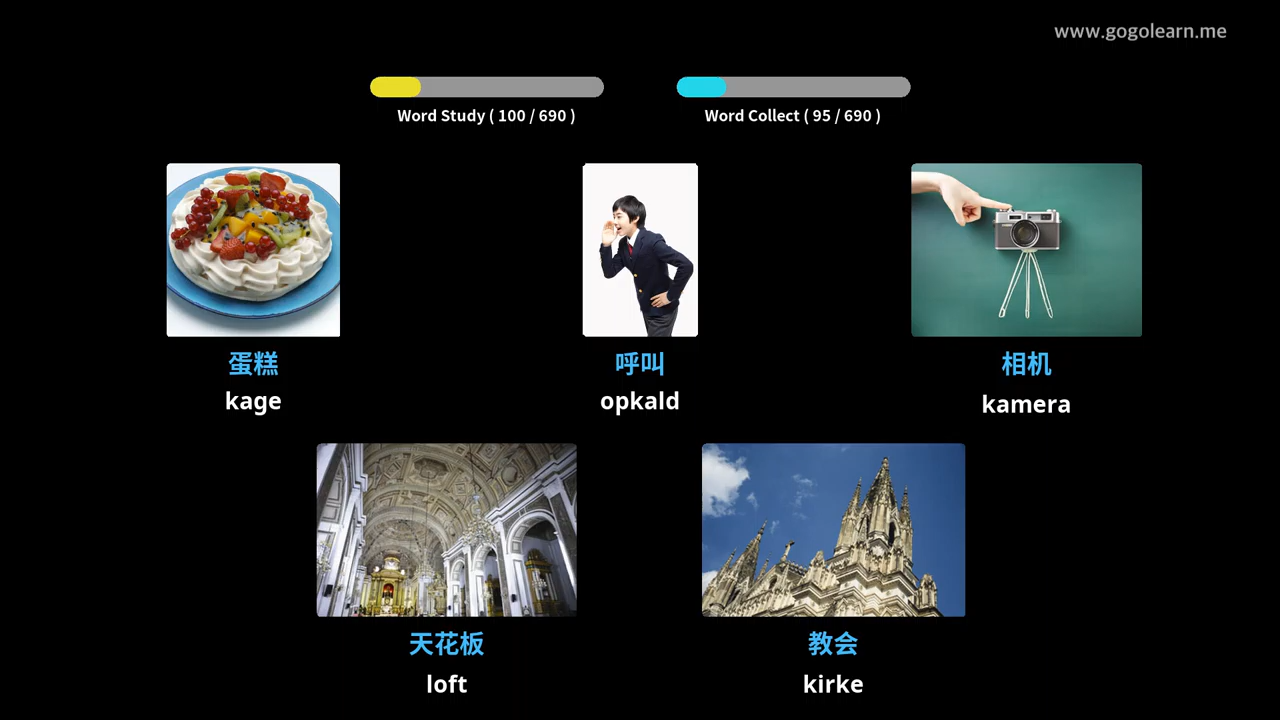 www.gogolearn.me
Word Study ( 100 / 690 )
Word Collect ( 95 / 690 )
蛋糕
kage
呼叫
opkald
相机
kamera
天花板
loft
教会
kirke